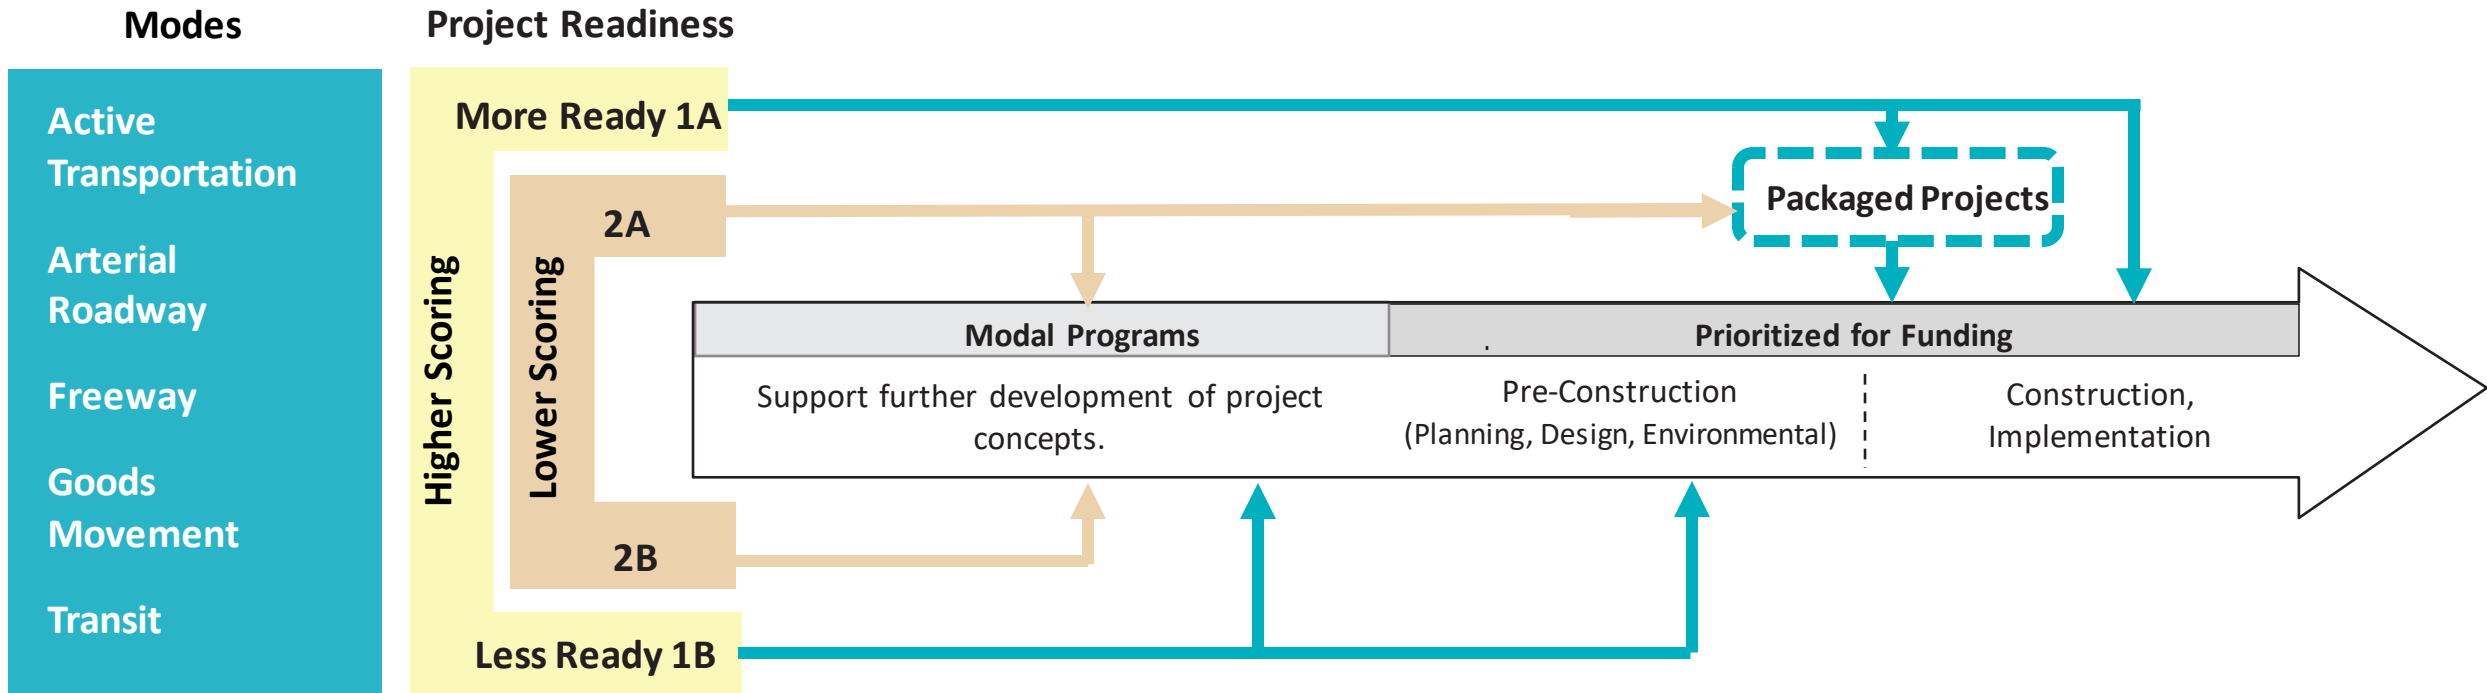 Modes
Active
Transportation
Arterial
Roadway
Freeway
Goods
Movement
Transit
Project Readiness
More Ready 1A
Higher Scoring
Lower Scoring
2A
2B
Less Ready 1B
Packaged Projects
Modal Programs
. Prioritized for Funding
Support further development of project
concepts.
Pre-Construction
(Planning, Design, Environmental)
Construction,
Implementation